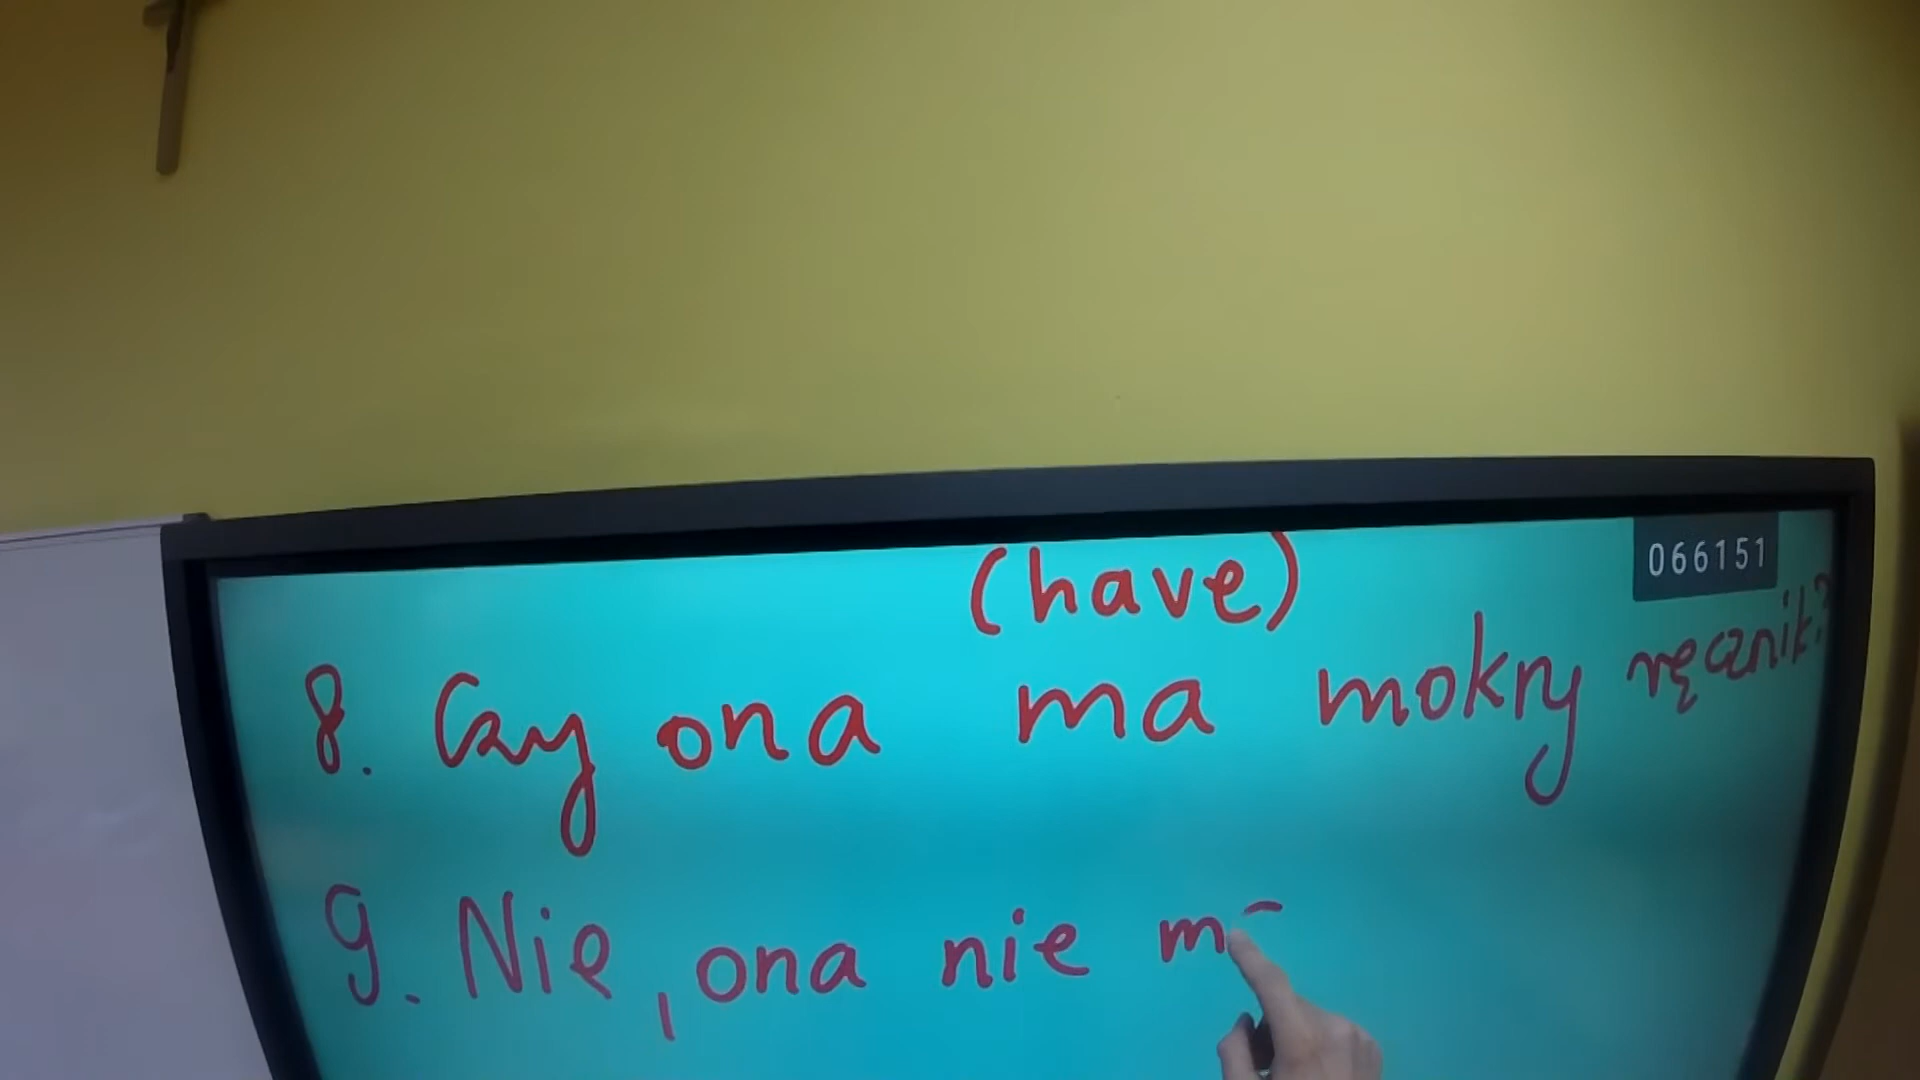 066151
(have)
8. Czy ona ma mokry ręcznik?
9. Nie, ona nie m